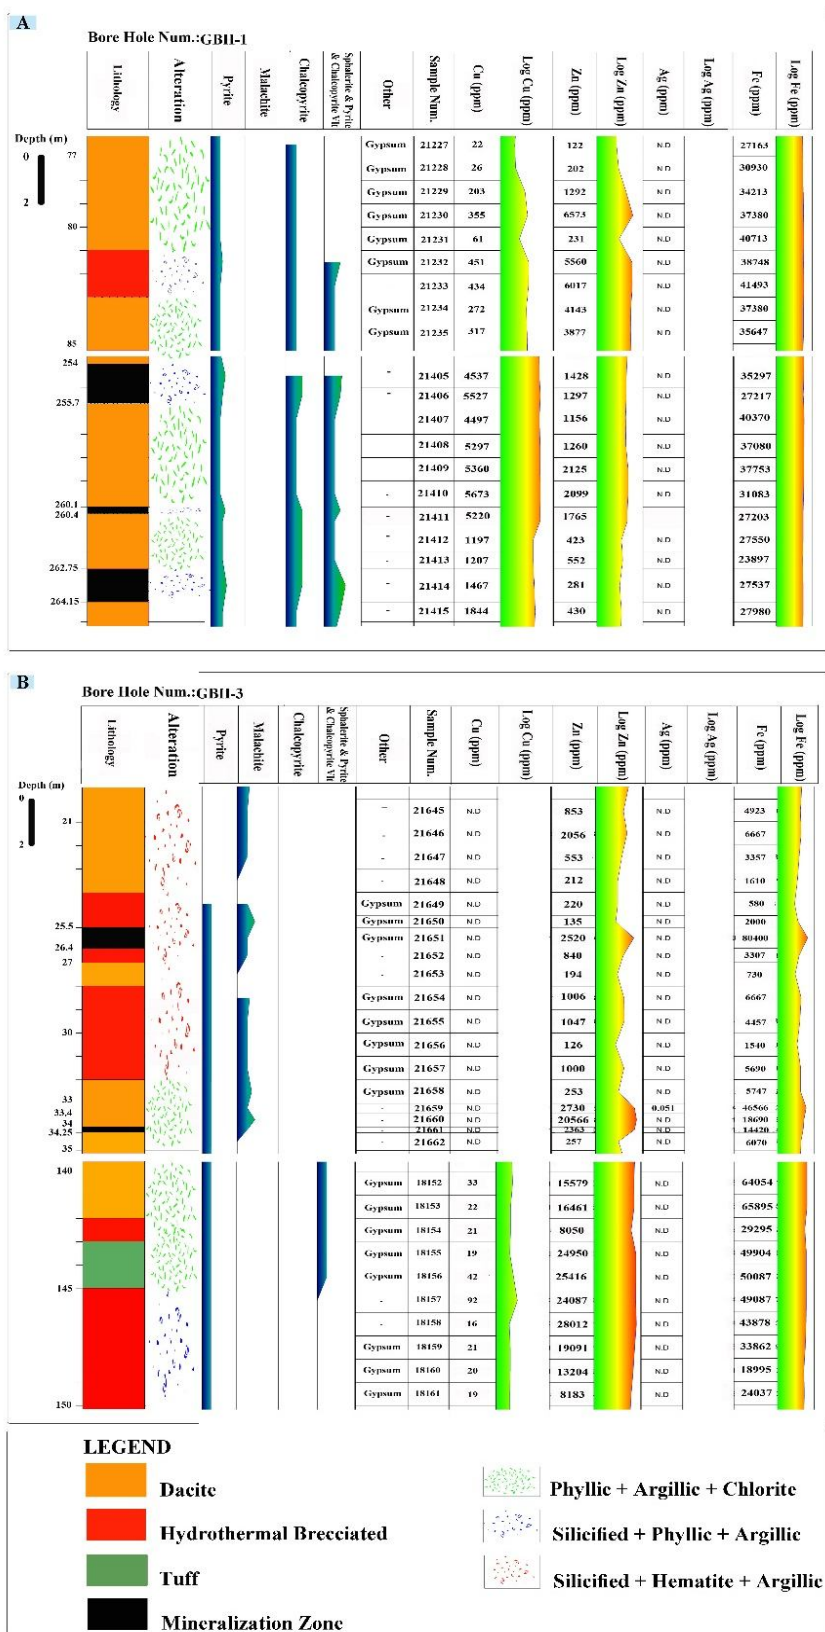 A
Bore Hole Num.:GBH-1
Lithology Alteration Pyrite Malachite Chalcopyrite Sphalerite & Pyrite & Chalcopyrite Vlt Other Sample Num. Cu (ppm) Log Cu (ppm) Zn (ppm) Log Zn (ppm) Ag (ppm) Log Ag (ppm) Fe (ppm) Log Fe (ppm)
Depth (m)
0
2
77
80
85
Gypsum 21227 22 122 N.D 27163
Gypsum 21228 26 202 N.D 30930
Gypsum 21229 203 1292 N.D 34213
Gypsum 21230 355 6573 N.D 37380
Gypsum 21231 61 231 N.D 40713
Gypsum 21232 451 5560 N.D 38748
21233 434 6017 N.D 41493
Gypsum 21234 272 4143 N.D 37380
Gypsum 21235 317 3877 N.D 35647
254
255.7
260.1
260.4
262.75
264.15
- 21405 4537 1428 N.D 35297
- 21406 5527 1297 N.D 27217
21407 4497 1156 N.D 40370
21408 5297 1260 N.D 37080
21409 5360 2125 N.D 37753
- 21410 5673 2099 N.D 31083
- 21411 5220 1765 27203
- 21412 1197 423 N.D 27550
- 21413 1207 552 N.D 23897
- 21414 1467 281 N.D 27537
- 21415 1844 430 N.D 27980
B
Bore Hole Num.:GBH-3
Lithology Alteration Pyrite Malachite Chalcopyrite Sphalerite & Pyrite & Chalcopyrite Vlt Other Sample Num. Cu (ppm) Log Cu (ppm) Zn (ppm) Log Zn (ppm) Ag (ppm) Log Ag (ppm) Fe (ppm) Log Fe (ppm)
Depth (m)
0
2
21
25.5
26.4
27
30
33
33.4
34
34.25
35
- 21645 N.D 853 N.D 4923
- 21646 N.D 2056 N.D 6667
- 21647 N.D 553 N.D 3357
- 21648 N.D 212 N.D 1610
Gypsum 21649 N.D 220 N.D 580
Gypsum 21650 N.D 135 N.D 2000
Gypsum 21651 N.D 2520 N.D 80400
- 21652 N.D 840 N.D 3307
- 21653 N.D 194 N.D 730
Gypsum 21654 N.D 1006 N.D 6667
Gypsum 21655 N.D 1047 N.D 4457
Gypsum 21656 N.D 126 N.D 1540
Gypsum 21657 N.D 1000 N.D 5690
Gypsum 21658 N.D 253 N.D 5747
- 21659 N.D 2730 0.051 46566
- 21660 N.D 20566 N.D 18690
- 21661 N.D 2363 N.D 14420
- 21662 N.D 257 N.D 6070
140
145
150
Gypsum 18152 33 15579 N.D 64054
Gypsum 18153 22 16461 N.D 65895
Gypsum 18154 21 8050 N.D 29295
Gypsum 18155 19 24950 N.D 49904
Gypsum 18156 42 25416 N.D 50087
- 18157 92 24087 N.D 49087
- 18158 16 28012 N.D 43878
Gypsum 18159 21 19091 N.D 33862
Gypsum 18160 20 13204 N.D 18995
Gypsum 18161 19 8183 N.D 24037
LEGEND
Dacite
Hydrothermal Brecciated
Tuff
Mineralization Zone
Phyllic + Argillic + Chlorite
Silicified + Phyllic + Argillic
Silicified + Hematite + Argillic